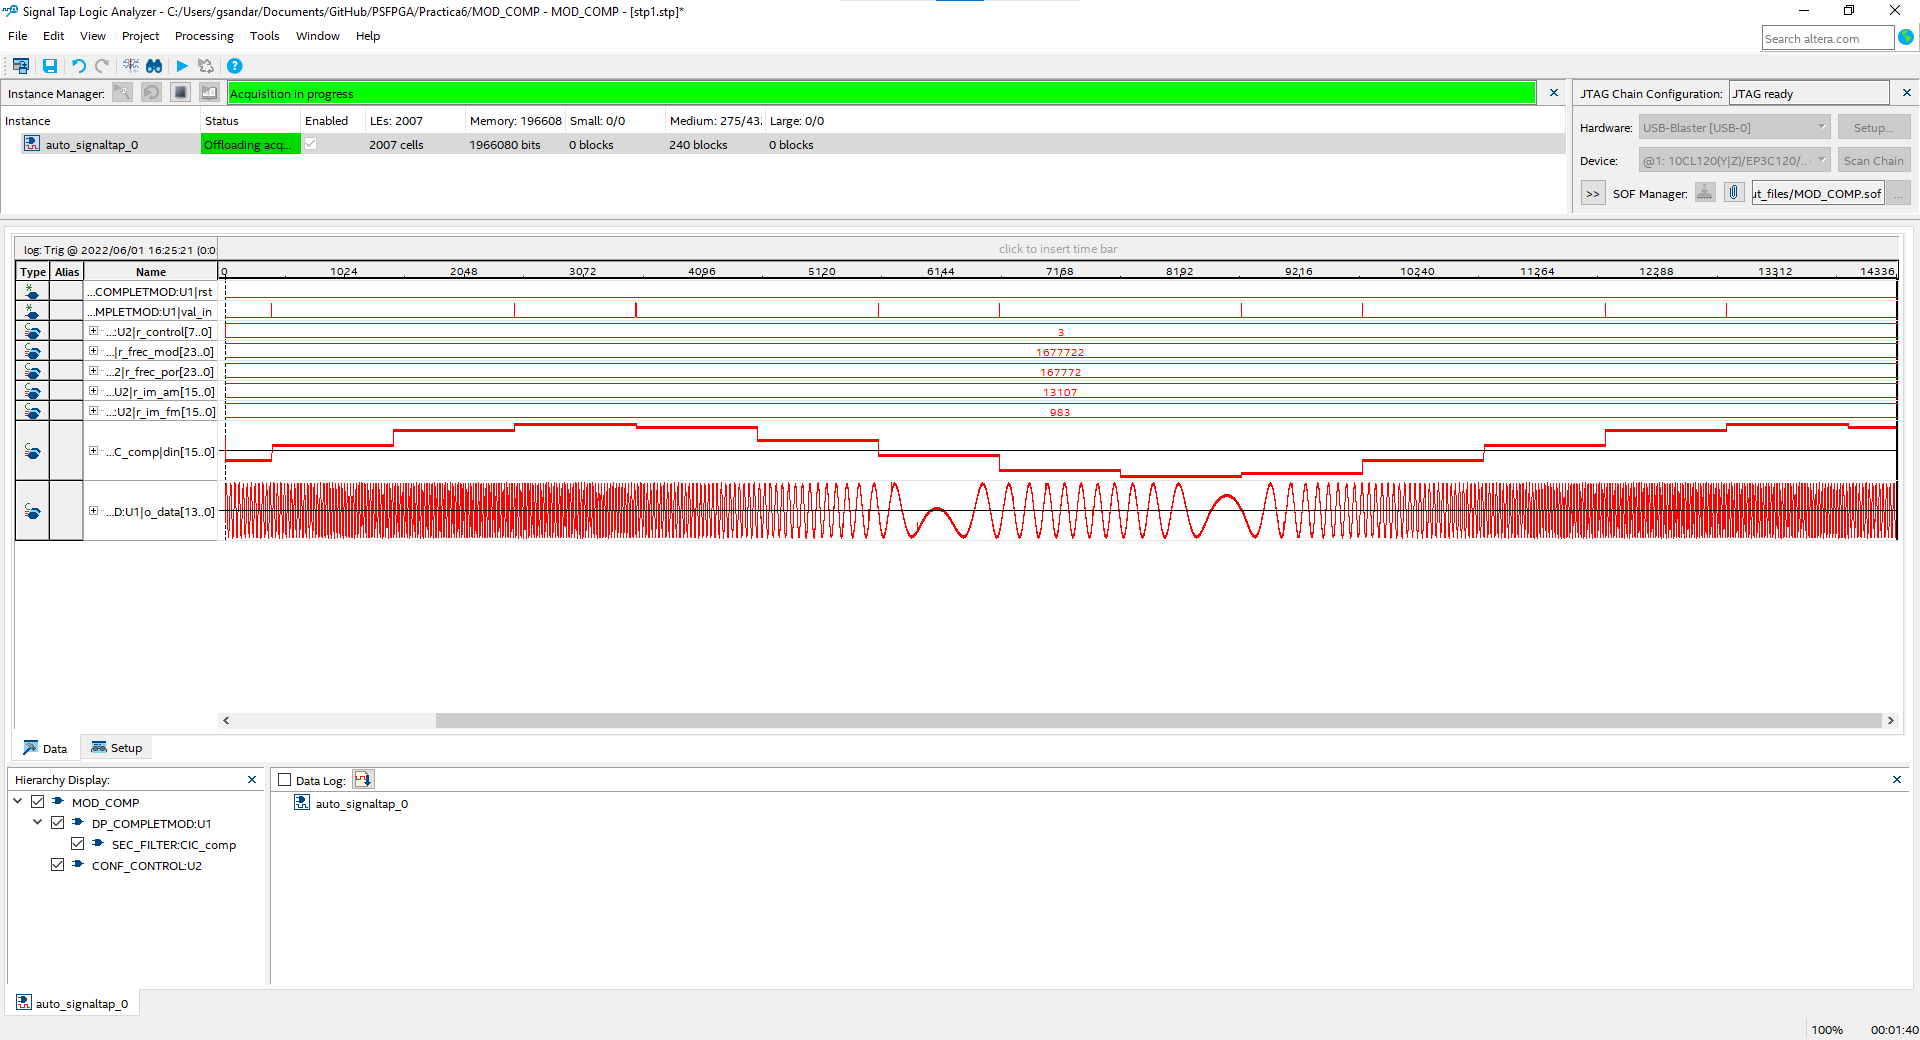 Signal Tap Logic Analyzer - C:/Users/gsandar/Documents/GitHub/PSFPGA/Practica6/MOD_COMP - MOD_COMP - [stp1.stp]*
File Edit View Project Processing Tools Window Help
Search altera.com
Instance Manager: Acquisition in progress
JTAG Chain Configuration: JTAG ready
Instance Status Enabled LEs: 2007 Memory: 196608 Small: 0/0 Medium: 275/432 Large: 0/0
auto_signaltap_0 Offloading acq... 2007 cells 1966080 bits 0 blocks 240 blocks 0 blocks
Hardware: USB-Blaster [USB-0] Setup...
Device: @1: 10CL120(Y|Z)/EP3C120/.. Scan Chain
>> SOF Manager: ut_files/MOD_COMP.sof ...
log: Trig @ 2022/06/01 16:25:21 (0:0 click to insert time bar
Type Alias Name 0 1024 2048 3072 4096 5120 6144 7168 8192 9216 10240 11264 12288 13312 14336
...COMPLETMOD:U1|rst
...MPLETMOD:U1|val_in
...:U2|r_control[7..0] 3
...|r_frec_mod[23..0] 1677722
...2|r_frec_por[23..0] 167772
...U2|r_im_am[15..0] 13107
...:U2|r_im_fm[15..0] 983
...C_comp|din[15..0]
...D:U1|o_data[13..0]
Data Setup
Hierarchy Display:
MOD_COMP
DP_COMPLETMOD:U1
SEC_FILTER:CIC_comp
CONF_CONTROL:U2
Data Log:
auto_signaltap_0
auto_signaltap_0
100% 00:01:40